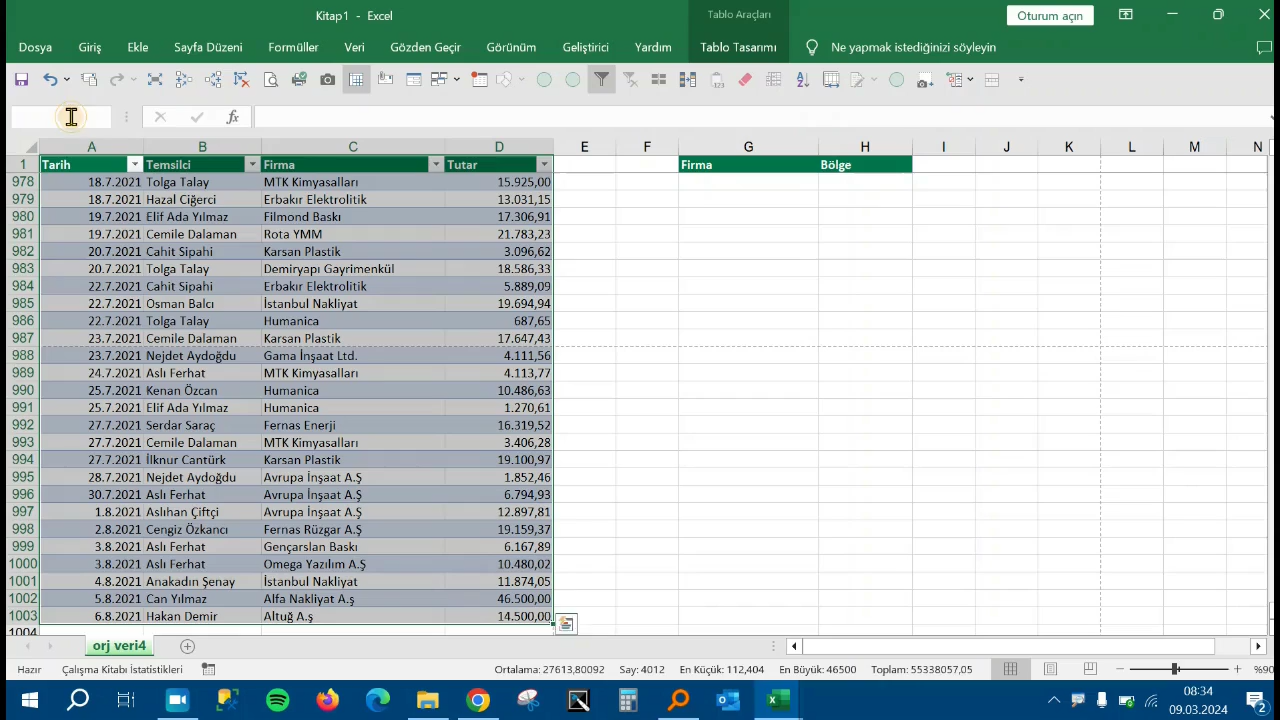 Kitap1 - Excel
Tablo Araçları
Oturum açın
Dosya Giriş Ekle Sayfa Düzeni Formüller Veri Gözden Geçir Görünüm Geliştirici Yardım Tablo Tasarımı Ne yapmak istediğinizi söyleyin
fx
A B C D E F G H I J K L M N
1 Tarih Temsilci Firma Tutar Firma Bölge
978 18.7.2021 Tolga Talay MTK Kimyasalları 15.925,00
979 18.7.2021 Hazal Ciğerci Erbakır Elektrolitik 13.031,15
980 19.7.2021 Elif Ada Yılmaz Filmond Baskı 17.306,91
981 19.7.2021 Cemile Dalaman Rota YMM 21.783,23
982 20.7.2021 Cahit Sipahi Karsan Plastik 3.096,62
983 20.7.2021 Tolga Talay Demiryapı Gayrimenkül 18.586,33
984 22.7.2021 Cahit Sipahi Erbakır Elektrolitik 5.889,09
985 22.7.2021 Osman Balcı İstanbul Nakliyat 19.694,94
986 22.7.2021 Tolga Talay Humanica 687,65
987 23.7.2021 Cemile Dalaman Karsan Plastik 17.647,43
988 23.7.2021 Nejdet Aydoğdu Gama İnşaat Ltd. 4.111,56
989 24.7.2021 Aslı Ferhat MTK Kimyasalları 4.113,77
990 25.7.2021 Kenan Özcan Humanica 10.486,63
991 25.7.2021 Elif Ada Yılmaz Humanica 1.270,61
992 27.7.2021 Serdar Saraç Fernas Enerji 16.319,52
993 27.7.2021 Cemile Dalaman MTK Kimyasalları 3.406,28
994 27.7.2021 İlknur Cantürk Karsan Plastik 19.100,97
995 28.7.2021 Nejdet Aydoğdu Avrupa İnşaat A.Ş 1.852,46
996 30.7.2021 Aslı Ferhat Avrupa İnşaat A.Ş 6.794,93
997 1.8.2021 Aslıhan Çiftçi Avrupa İnşaat A.Ş 12.897,81
998 2.8.2021 Cengiz Özkancı Fernas Rüzgar A.Ş 19.159,37
999 3.8.2021 Aslı Ferhat Gençarslan Baskı 6.167,89
1000 3.8.2021 Aslı Ferhat Omega Yazılım A.Ş 10.480,02
1001 4.8.2021 Anakadın Şenay İstanbul Nakliyat 11.874,05
1002 5.8.2021 Can Yılmaz Alfa Nakliyat A.ş 46.500,00
1003 6.8.2021 Hakan Demir Altuğ A.ş 14.500,00
1004
orj veri4
Hazır Çalışma Kitabı İstatistikleri Ortalama: 27613,80092 Say: 4012 En Küçük: 112,404 En Büyük: 46500 Toplam: 55338057,05 %90
08:34
09.03.2024
2